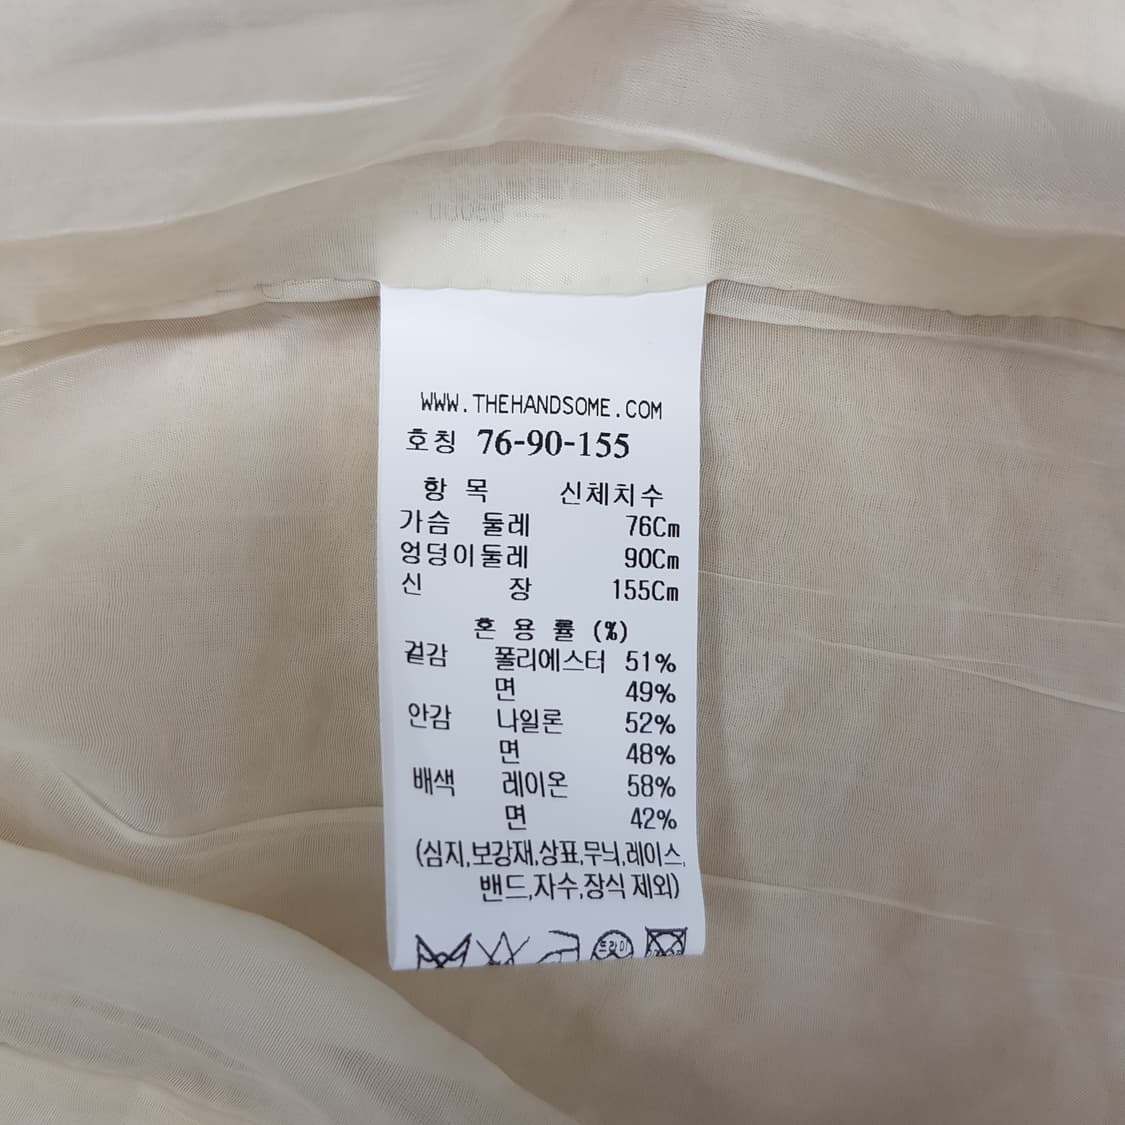 WWW.THEHANDSOME.COM
호칭 76-90-155
항 목 신체치수
가슴 둘레 76Cm
엉덩이둘레 90Cm
신 장 155Cm
혼 용 률 (%)
겉감 폴리에스터 51%
면 49%
안감 나일론 52%
면 48%
배색 레이온 58%
면 42%
(심지,보강재,상표,무늬,레이스,
밴드,자수,장식 제외)
드라이